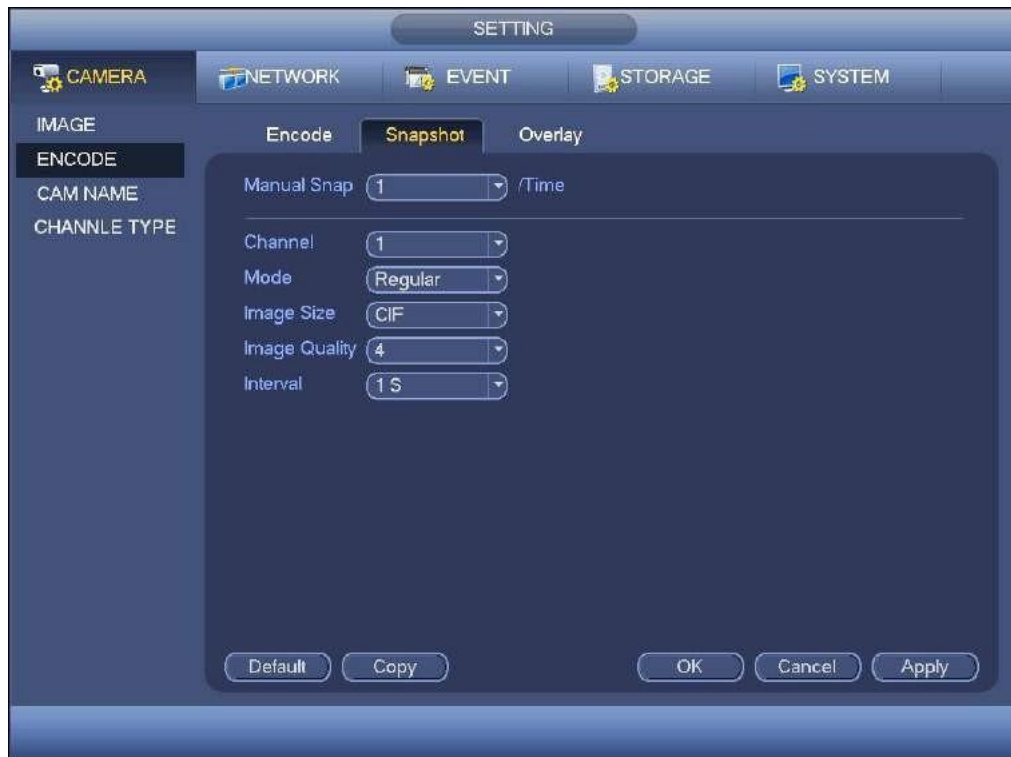 SETTING
CAMERA NETWORK EVENT STORAGE SYSTEM
IMAGE
ENCODE
CAM NAME
CHANNLE TYPE
Encode Snapshot Overlay
Manual Snap 1 /Time
Channel 1
Mode Regular
Image Size CIF
Image Quality 4
Interval 1 S
Default Copy OK Cancel Apply